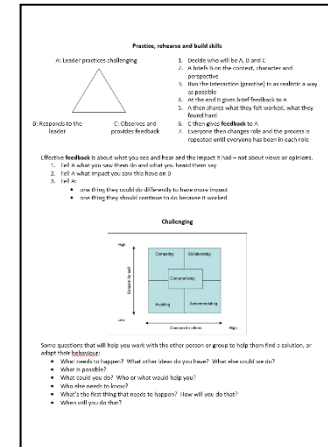 Practice, rehearse and build skills
A: Leader practices challenging
B: Responds to the leader
C: Observes and provides feedback
1. Decide who will be A, B and C
2. A briefs B on the context, character and
perspective
3. Run the interaction (practise) in as realistic a way
as possible
4. At the end B gives brief feedback to A
5. A then shares what they felt worked, what they
found hard
6. C then gives feedback to A
7. Everyone then changes role and the process is
repeated until everyone has been in each role
Effective feedback is about what you see and hear and the impact it had – not about views or opinions.
1. Tell A what you saw them do and what you heard them say
2. Tell A what impact you saw this have on B
3. Tell A:
• one thing they could do differently to have more impact
• one thing they should continue to do because it worked
Challenging
High
Competing
Collaborating
Compromising
Avoiding
Accommodating
Concern for self
Low
Concern for others
High
Some questions that will help you work with the other person or group to help them find a solution, or
adapt their behaviour:
• What needs to happen? What other ideas do you have? What else could we do?
• What is possible?
• What could you do? Who or what would help you?
• Who else needs to know?
• What's the first thing that needs to happen? How will you do that?
• When will you do that?